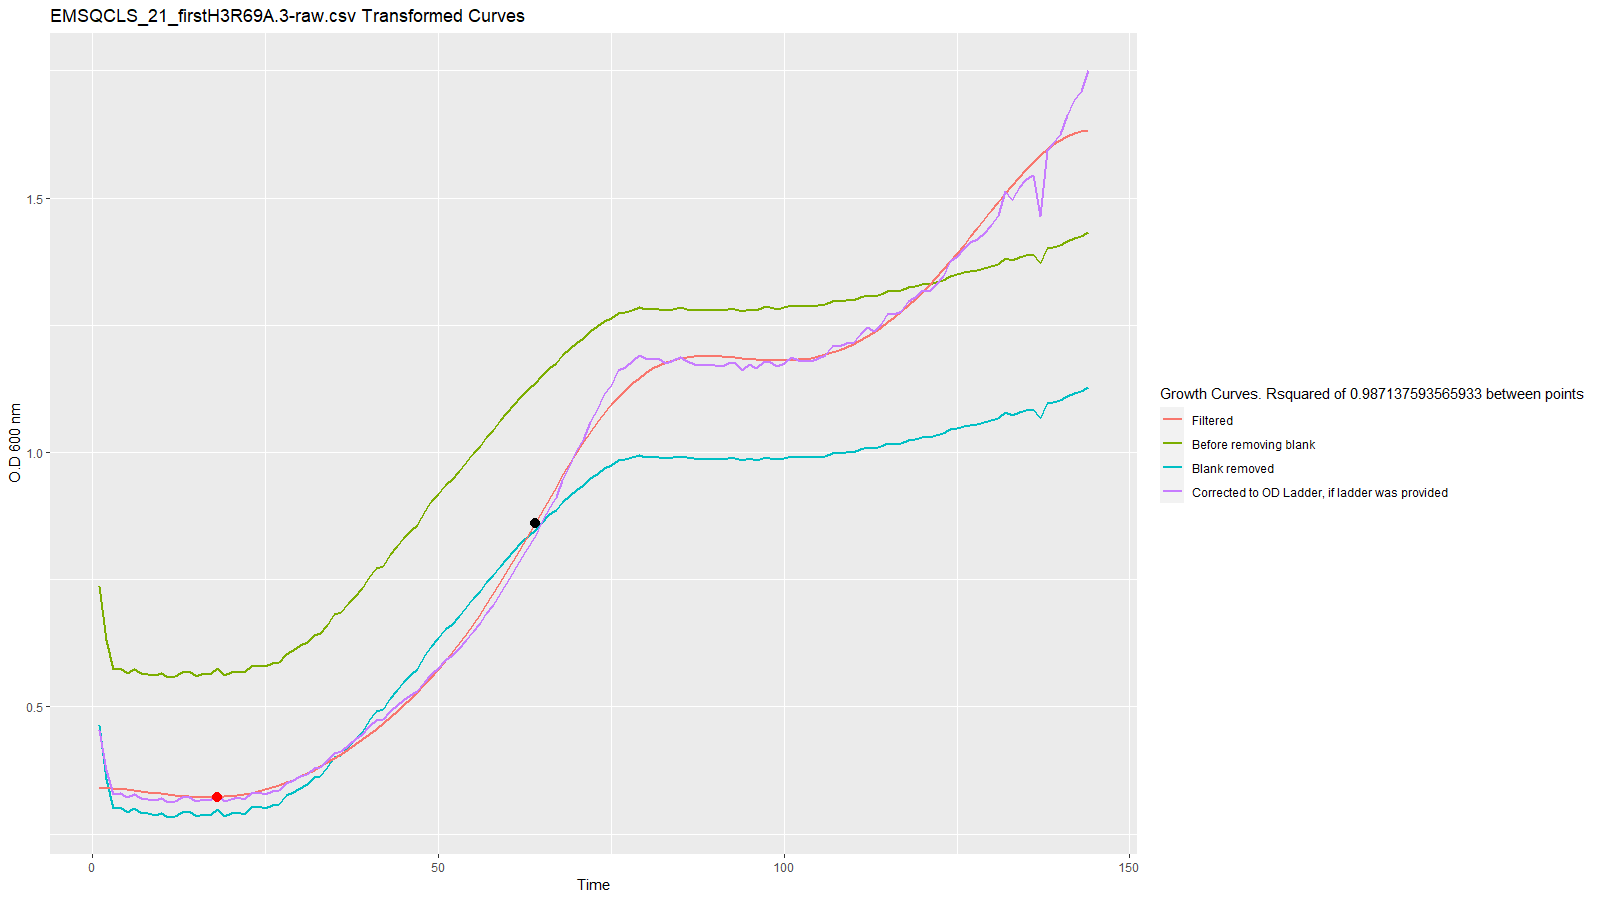 EMSQCLS_21_firstH3R69A.3-raw.csv Transformed Curves
O.D 600 nm
1.5
1.0
0.5
0
50
100
150
Time
Growth Curves. Rsquared of 0.987137593565933 between points
Filtered
Before removing blank
Blank removed
Corrected to OD Ladder, if ladder was provided